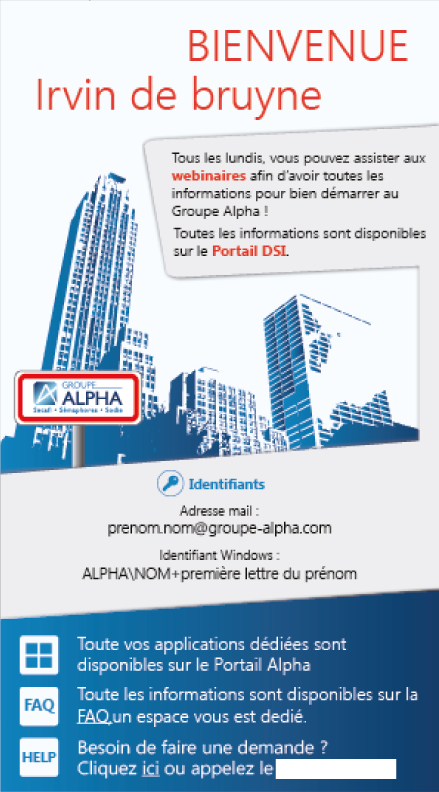 BIENVENUE
Irvin de bruyne
Tous les lundis, vous pouvez assister aux
webinaires afin d'avoir toutes les
informations pour bien démarrer au
Groupe Alpha !
Toutes les informations sont disponibles
sur le Portail DSI.
GROUPE
ALPHA
Secafi • Sémaphores • Sodie
Identifiants
Adresse mail :
prenom.nom@groupe-alpha.com
Identifiant Windows :
ALPHA\NOM+première lettre du prénom
Toute vos applications dédiées sont
disponibles sur le Portail Alpha
FAQ
Toute les informations sont disponibles sur la
FAQ,un espace vous est dedié.
HELP
Besoin de faire une demande ?
Cliquez ici ou appelez le